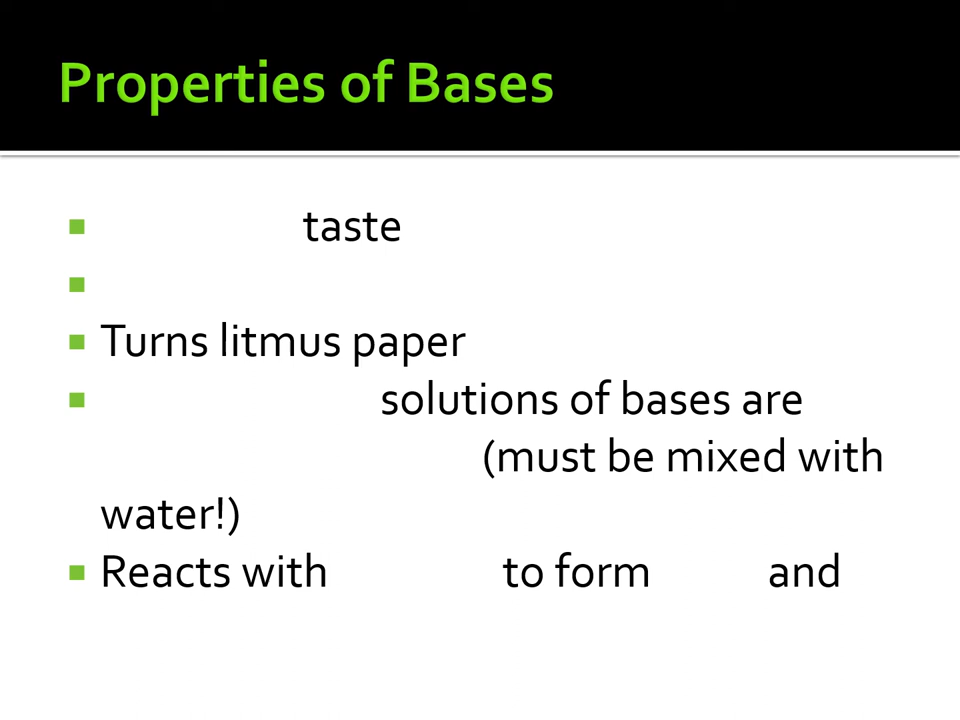 Properties of Bases
taste
Turns litmus paper
solutions of bases are
(must be mixed with
water!)
Reacts with to form and